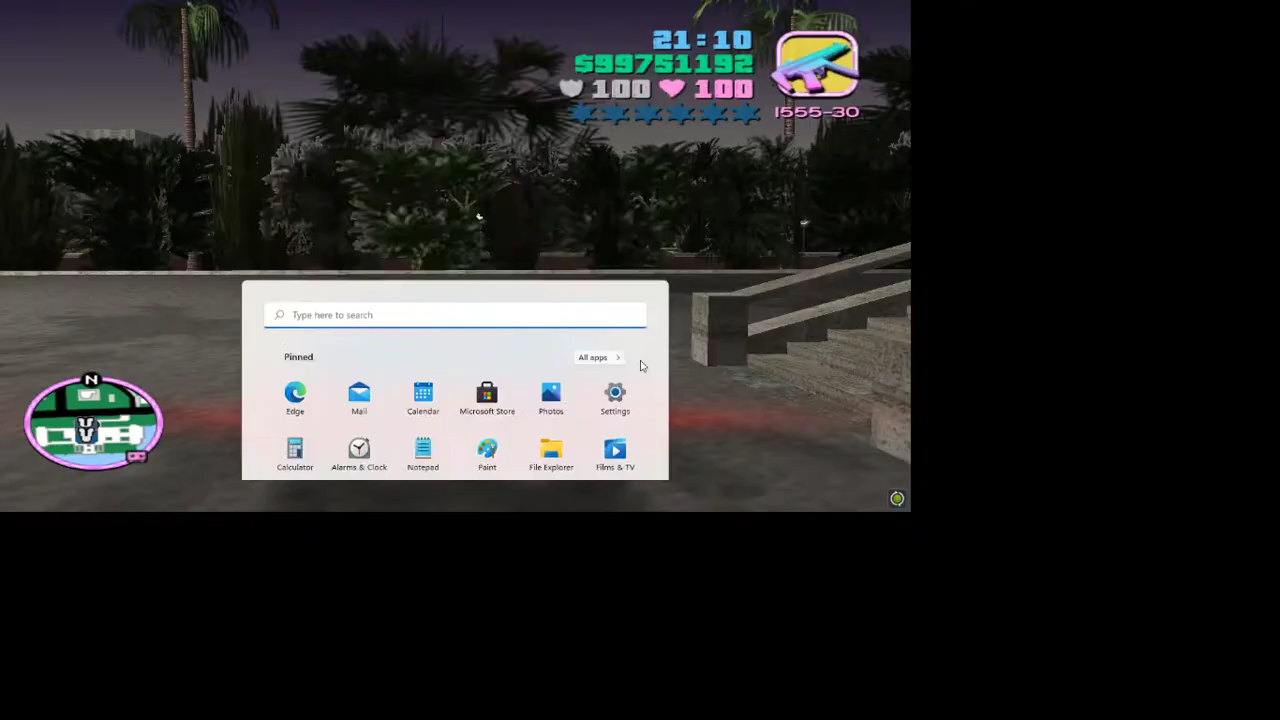 21:10
$99751192
100 100
1555-30
Type here to search
Pinned
All apps
Edge Mail Calendar Microsoft Store Photos Settings
Calculator Alarms & Clock Notepad Paint File Explorer Films & TV
N